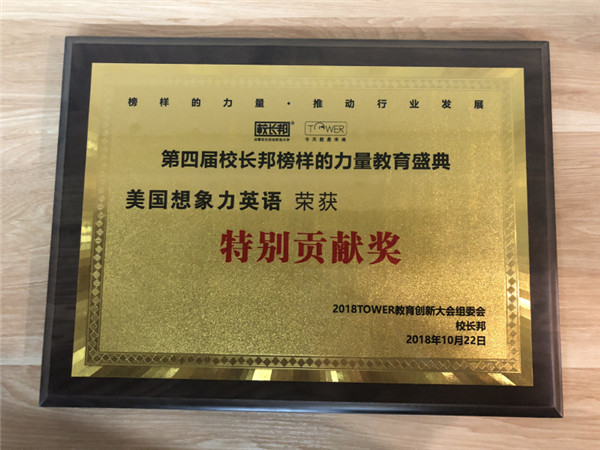 榜样的力量·推动行业发展
校长邦 TOWER
第四届校长邦榜样的力量教育盛典
美国想象力英语 荣获
特别贡献奖
2018TOWER教育创新大会组委会
校长邦
2018年10月22日